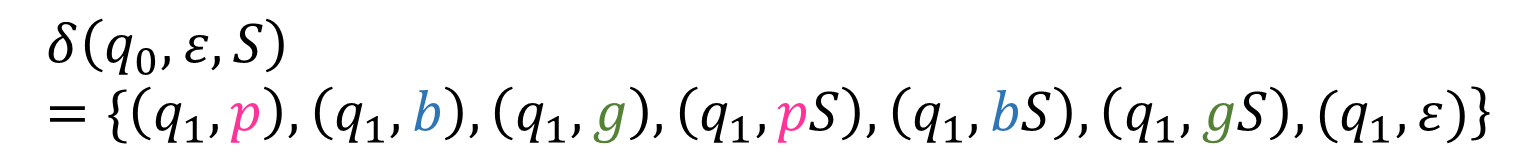 δ(q₀, ε, S)
= {(q₁, p), (q₁, b), (q₁, g), (q₁, pS), (q₁, bS), (q₁, gS), (q₁, ε)}